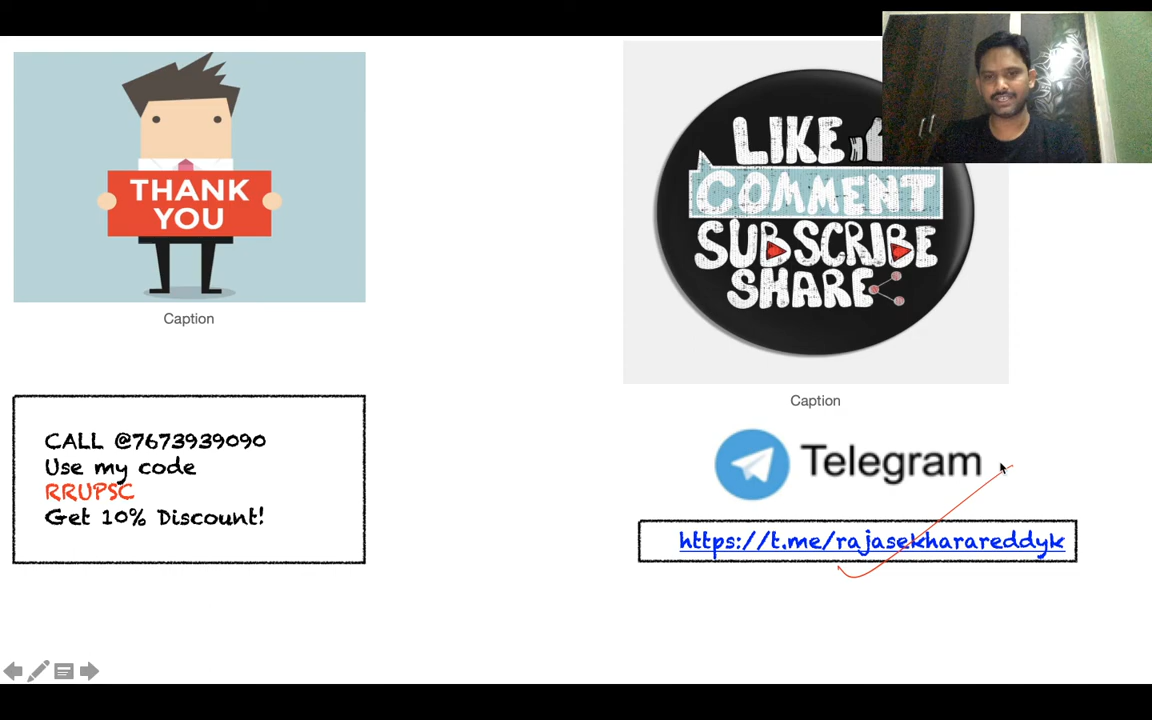 THANK
YOU
Caption
CALL @7673939090
Use my code
RRUPSC
Get 10% Discount!
LIKE
COMMENT
SUBSCRIBE
SHARE
Caption
Telegram
https://t.me/rajasekharareddyk